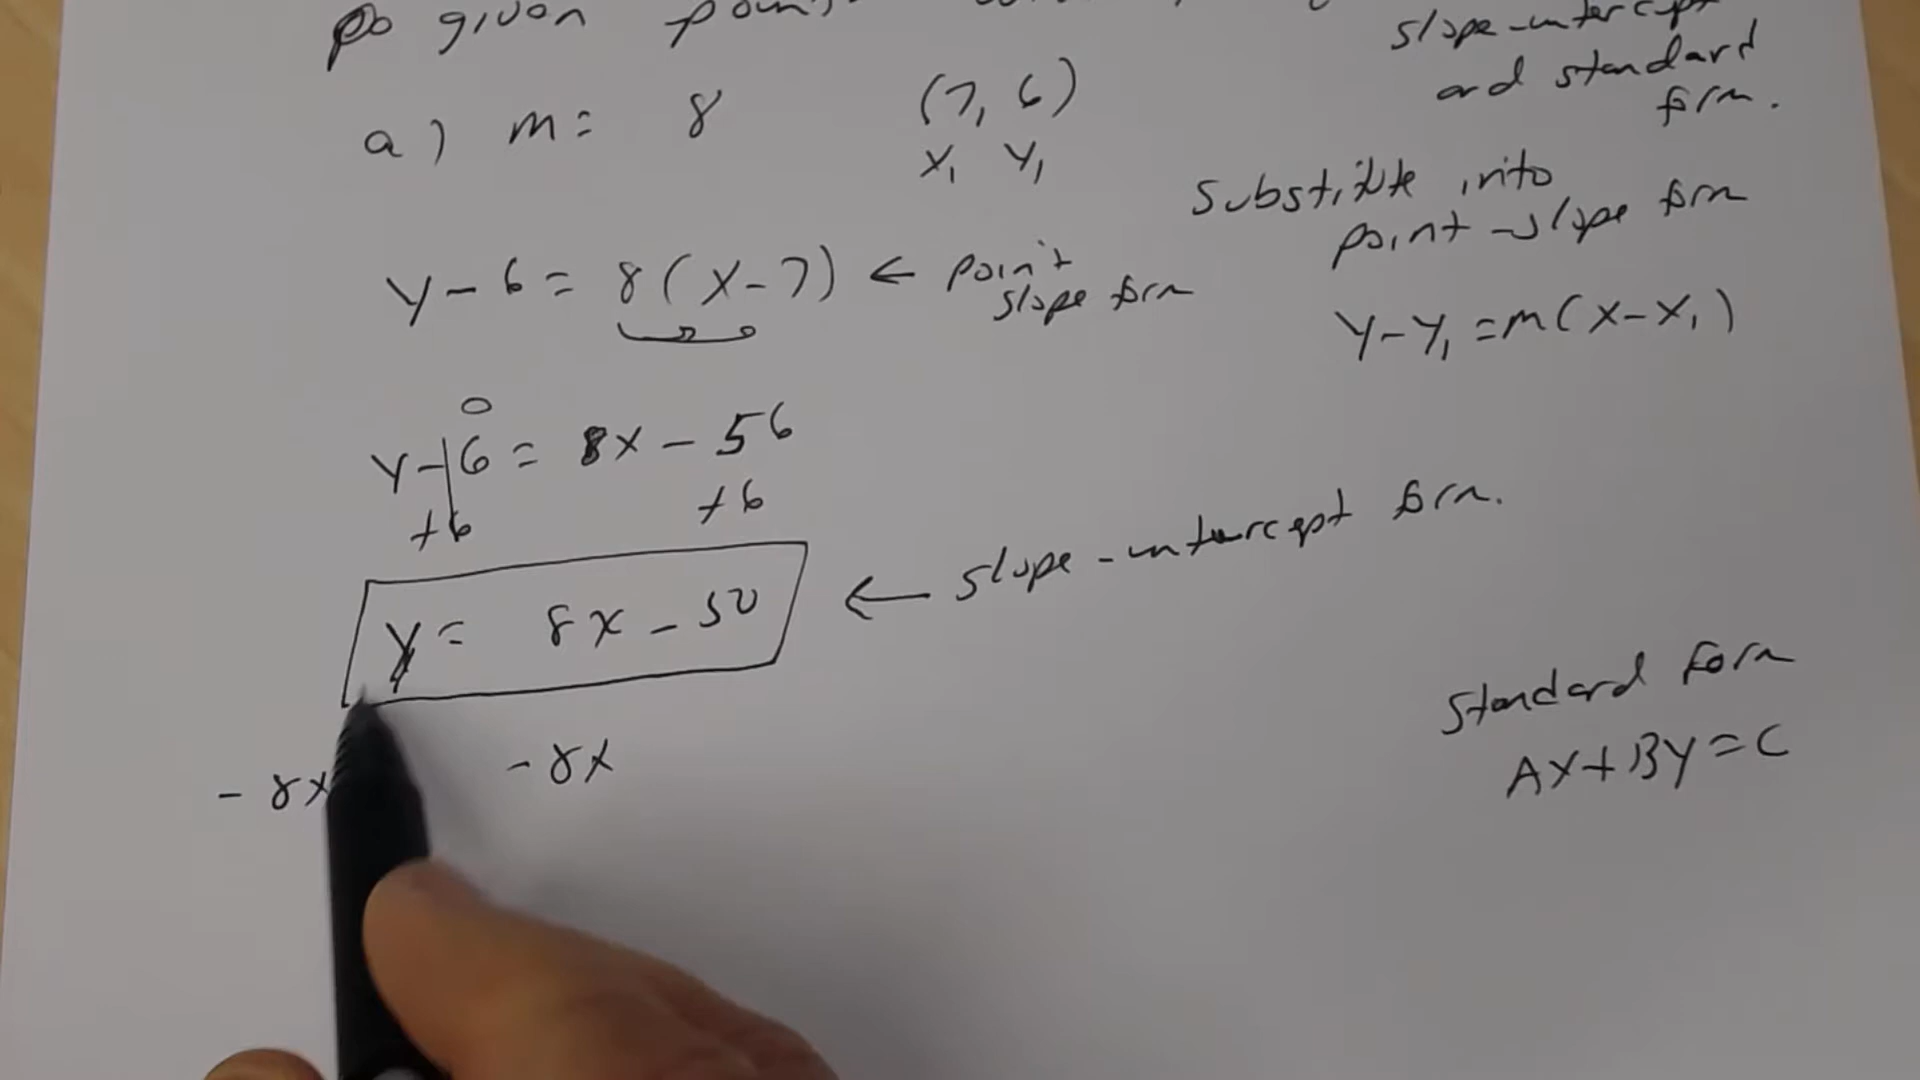 given
slope-intercept
and standard
form.
a) m= 8 (7, 6)
X₁ Y₁
Substitute into
point-slope form
Y-Y₁=m(X-X₁)
Y-6=8(X-7) ← point
slope form
0
Y-6=8X-56
+6 +6
y= 8x-50 ← slope-intercept form.
-8x -8x
Standard Form
AX+BY=C